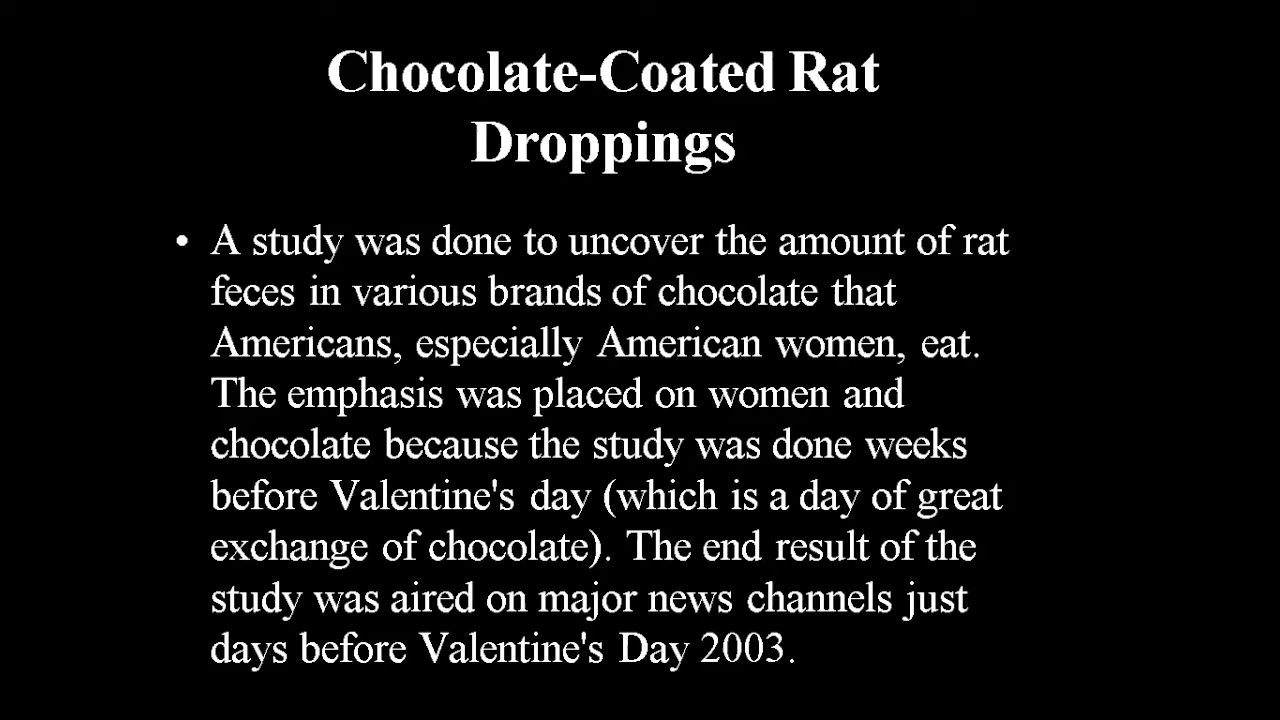 Chocolate-Coated Rat
Droppings
• A study was done to uncover the amount of rat
feces in various brands of chocolate that
Americans, especially American women, eat.
The emphasis was placed on women and
chocolate because the study was done weeks
before Valentine's day (which is a day of great
exchange of chocolate). The end result of the
study was aired on major news channels just
days before Valentine's Day 2003.